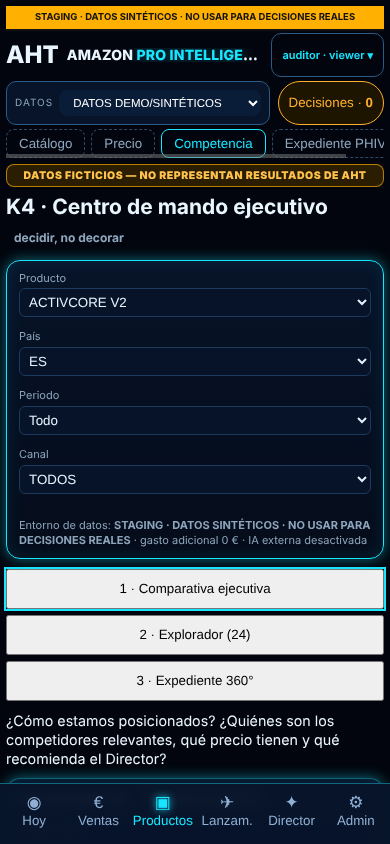 STAGING · DATOS SINTÉTICOS · NO USAR PARA DECISIONES REALES
AHT AMAZON PRO INTELLIGE... auditor · viewer ▾
DATOS DATOS DEMO/SINTÉTICOS Decisiones · 0
Catálogo Precio Competencia Expediente PHIV
DATOS FICTICIOS — NO REPRESENTAN RESULTADOS DE AHT
K4 · Centro de mando ejecutivo
decidir, no decorar
Producto
ACTIVCORE V2
País
ES
Periodo
Todo
Canal
TODOS
Entorno de datos: STAGING · DATOS SINTÉTICOS · NO USAR PARA
DECISIONES REALES · gasto adicional 0 € · IA externa desactivada
1 · Comparativa ejecutiva
2 · Explorador (24)
3 · Expediente 360°
¿Cómo estamos posicionados? ¿Quiénes son los
competidores relevantes, qué precio tienen y qué
recomienda el Director?
Hoy Ventas Productos Lanzam. Director Admin